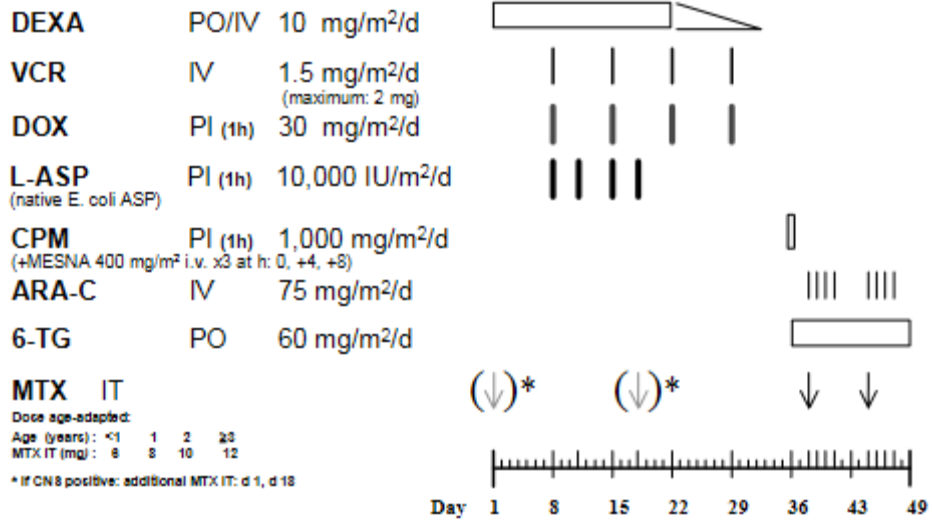 DEXA PO/IV 10 mg/m²/d
VCR IV 1.5 mg/m²/d
(maximum: 2 mg)
DOX PI (1h) 30 mg/m²/d
L-ASP PI (1h) 10,000 IU/m²/d
(native E. coli ASP)
CPM PI (1h) 1,000 mg/m²/d
(+MESNA 400 mg/m² i.v. x3 at h: 0, +4, +8)
ARA-C IV 75 mg/m²/d
6-TG PO 60 mg/m²/d
MTX IT ( )* ( )*
Dose age-adapted:
Age (years): <1 1 2 ≥3
MTX IT (mg): 6 8 10 12
* If CNS positive: additional MTX IT: d 1, d 18
Day 1 8 15 22 29 36 43 49